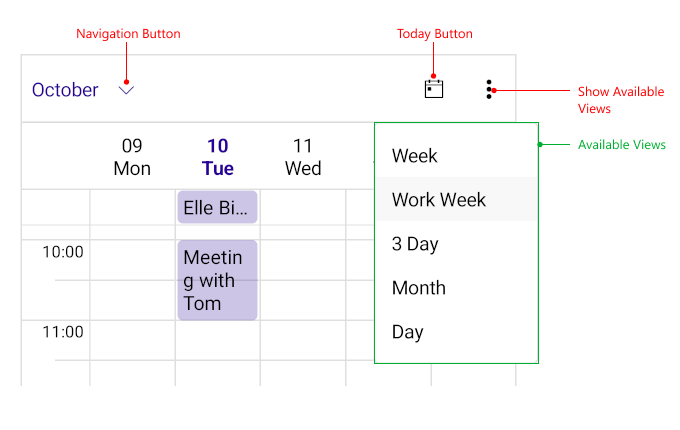 Navigation Button
Today Button
October
Show Available
Views
Available Views
09
Mon
10
Tue
11
Wed
Week
Work Week
3 Day
Month
Day
Elle Bi...
10:00
Meetin
g with
Tom
11:00